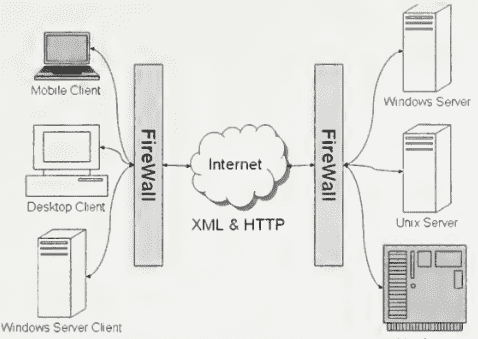 Mobile Client
Desktop Client
Windows Server Client
FireWall
Internet
XML & HTTP
FireWall
Windows Server
Unix Server